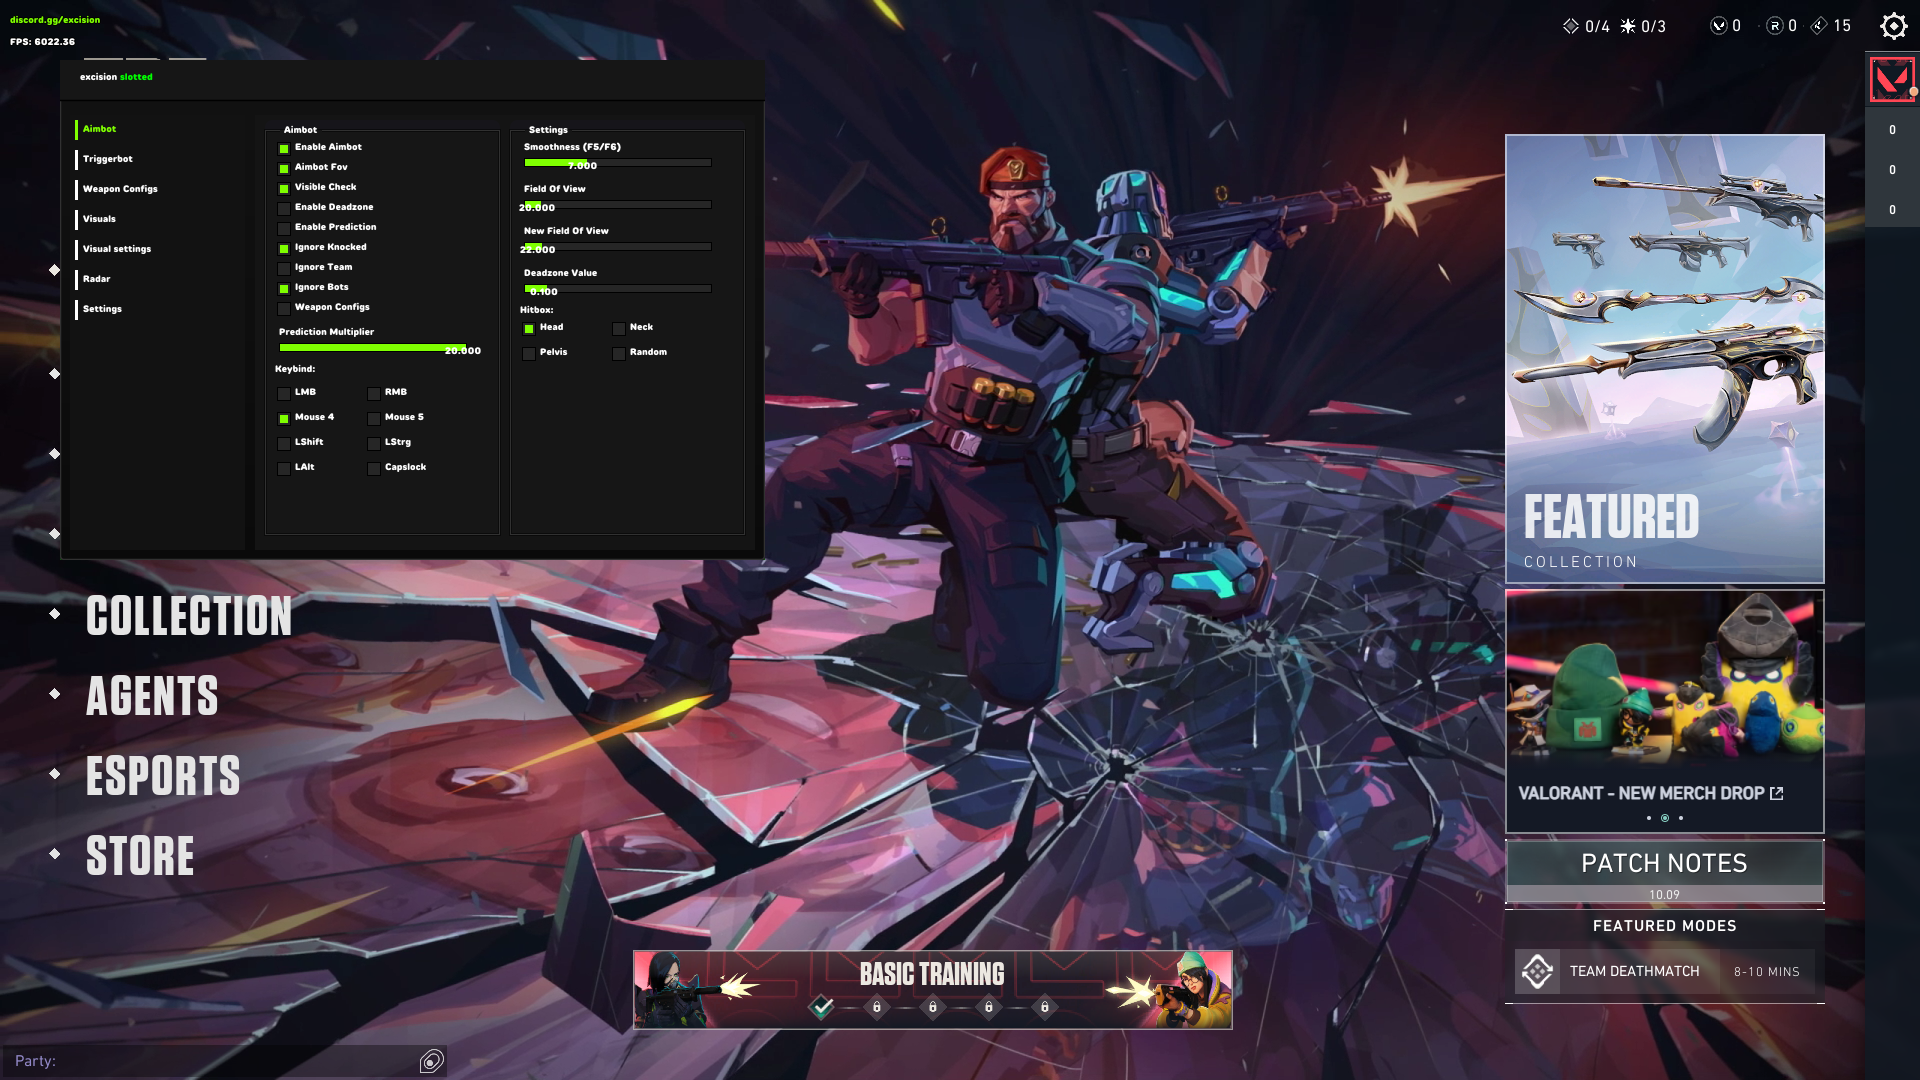 discord.gg/excision
FPS: 6022.36
0/4 0/3 0 R 0 15
excision slotted
Aimbot
Triggerbot
Weapon Configs
Visuals
Visual settings
Radar
Settings
Aimbot
Enable Aimbot
Aimbot Fov
Visible Check
Enable Deadzone
Enable Prediction
Ignore Knocked
Ignore Team
Ignore Bots
Weapon Configs
Prediction Multiplier
20.000
Keybind:
LMB RMB
Mouse 4 Mouse 5
LShift LStrg
LAlt Capslock
Settings
Smoothness (F5/F6)
7.000
Field Of View
20.000
New Field Of View
22.000
Deadzone Value
0.100
Hitbox:
Head Neck
Pelvis Random
0
0
0
COLLECTION
AGENTS
ESPORTS
STORE
FEATURED
COLLECTION
VALORANT - NEW MERCH DROP
PATCH NOTES
10.09
FEATURED MODES
TEAM DEATHMATCH 8-10 MINS
BASIC TRAINING
Party: